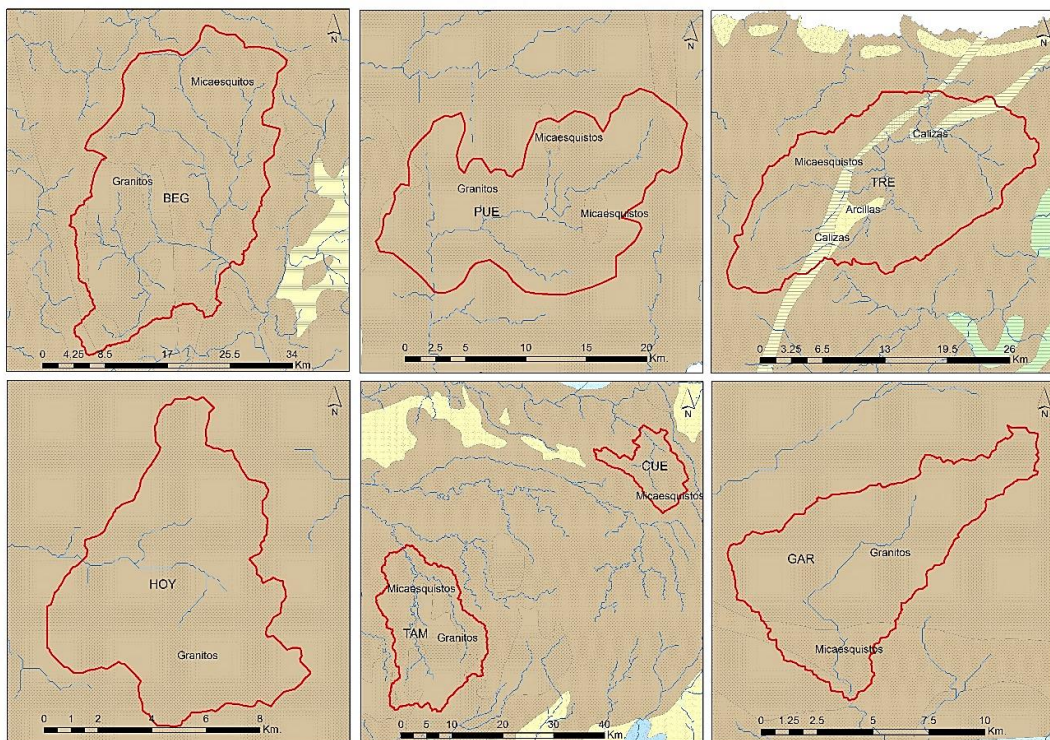 N
Micaesquitos
Granitos
BEG
0 4.25 8.5 17 25.5 34
Km.
N
Micaesquistos
Granitos
PUE
Micaesquistos
0 2.5 5 10 15 20
Km.
N
Calizas
Micaesquistos
TRE
Arcillas
Calizas
0 3.25 6.5 13 19.5 26
Km.
N
HOY
Granitos
0 1 2 4 6 8
Km.
N
CUE
Micaesquistos
Micaesquistos
TAM
Granitos
0 5 10 20 30 40
Km.
N
GAR
Granitos
Micaesquistos
0 1.25 2.5 5 7.5 10
Km.